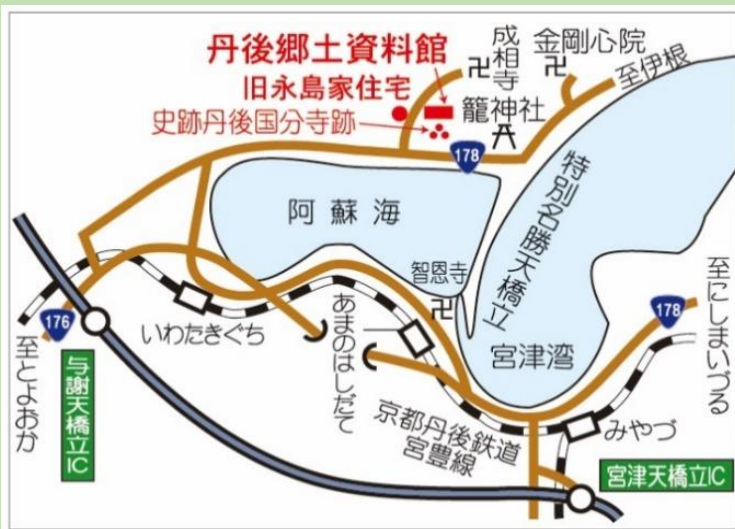 丹後郷土資料館
旧永島家住宅
史跡丹後国分寺跡
成相寺
金剛心院
籠神社
至伊根
178
阿蘇海
特別名勝天橋立
智恩寺
いわたきぐち
あまのはしだて
宮津湾
178
至にしまいづる
176
至とよおか
与謝天橋立IC
京都丹後鉄道
宮豊線
みやづ
宮津天橋立IC